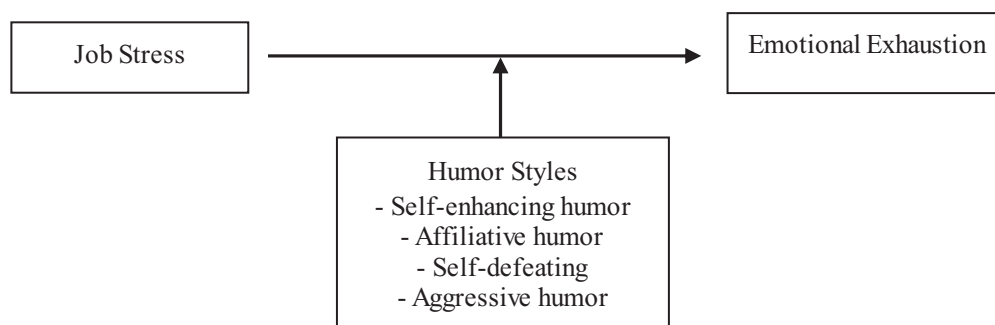 Job Stress
Emotional Exhaustion
Humor Styles
- Self-enhancing humor
- Affiliative humor
- Self-defeating
- Aggressive humor